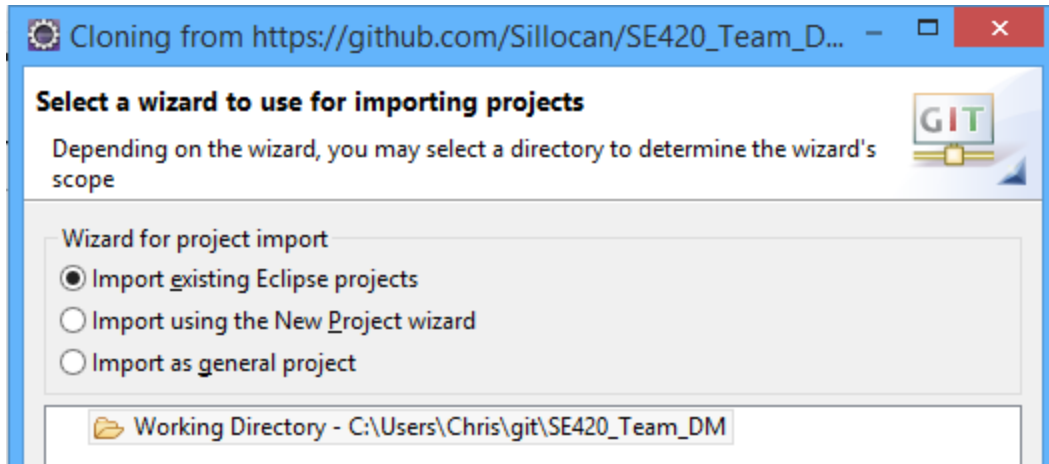 Cloning from https://github.com/Sillocan/SE420_Team_D...
Select a wizard to use for importing projects
GIT
Depending on the wizard, you may select a directory to determine the wizard's
scope
Wizard for project import
Import existing Eclipse projects
Import using the New Project wizard
Import as general project
Working Directory - C:\Users\Chris\git\SE420_Team_DM